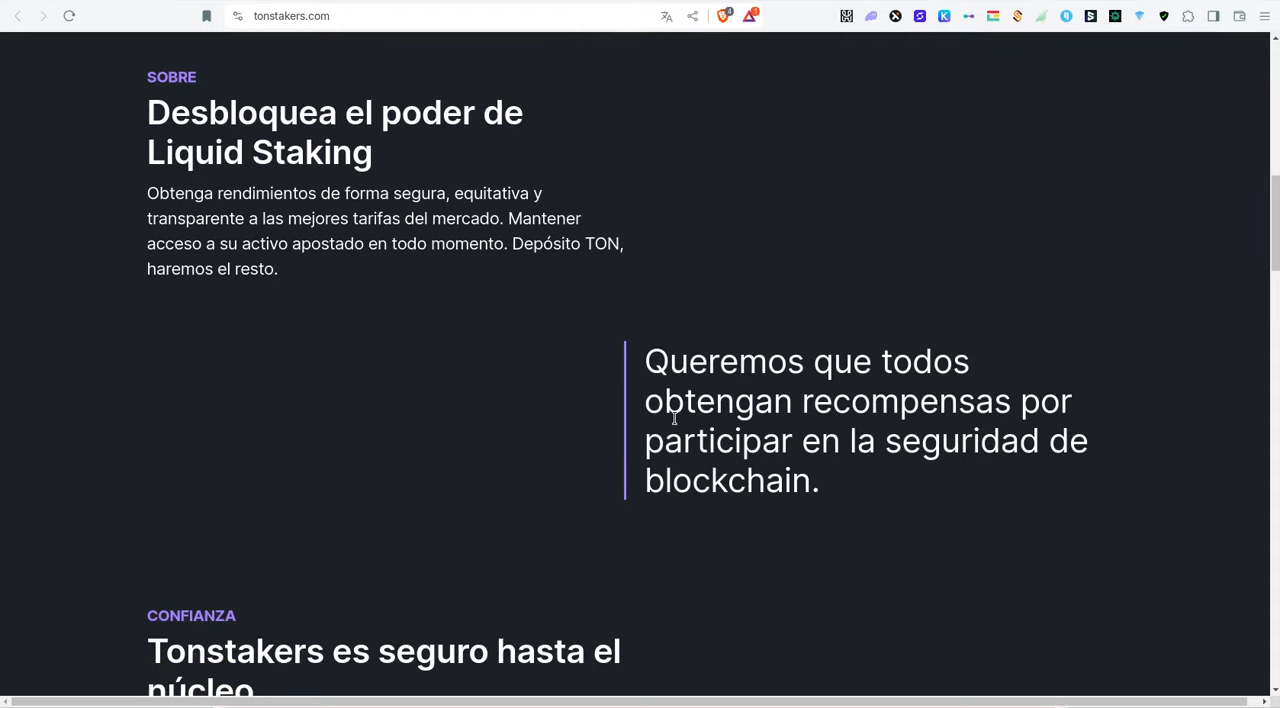 tonstakers.com
SOBRE
Desbloquea el poder de
Liquid Staking
Obtenga rendimientos de forma segura, equitativa y
transparente a las mejores tarifas del mercado. Mantener
acceso a su activo apostado en todo momento. Depósito TON,
haremos el resto.
Queremos que todos
obtengan recompensas por
participar en la seguridad de
blockchain.
CONFIANZA
Tonstakers es seguro hasta el
núcleo